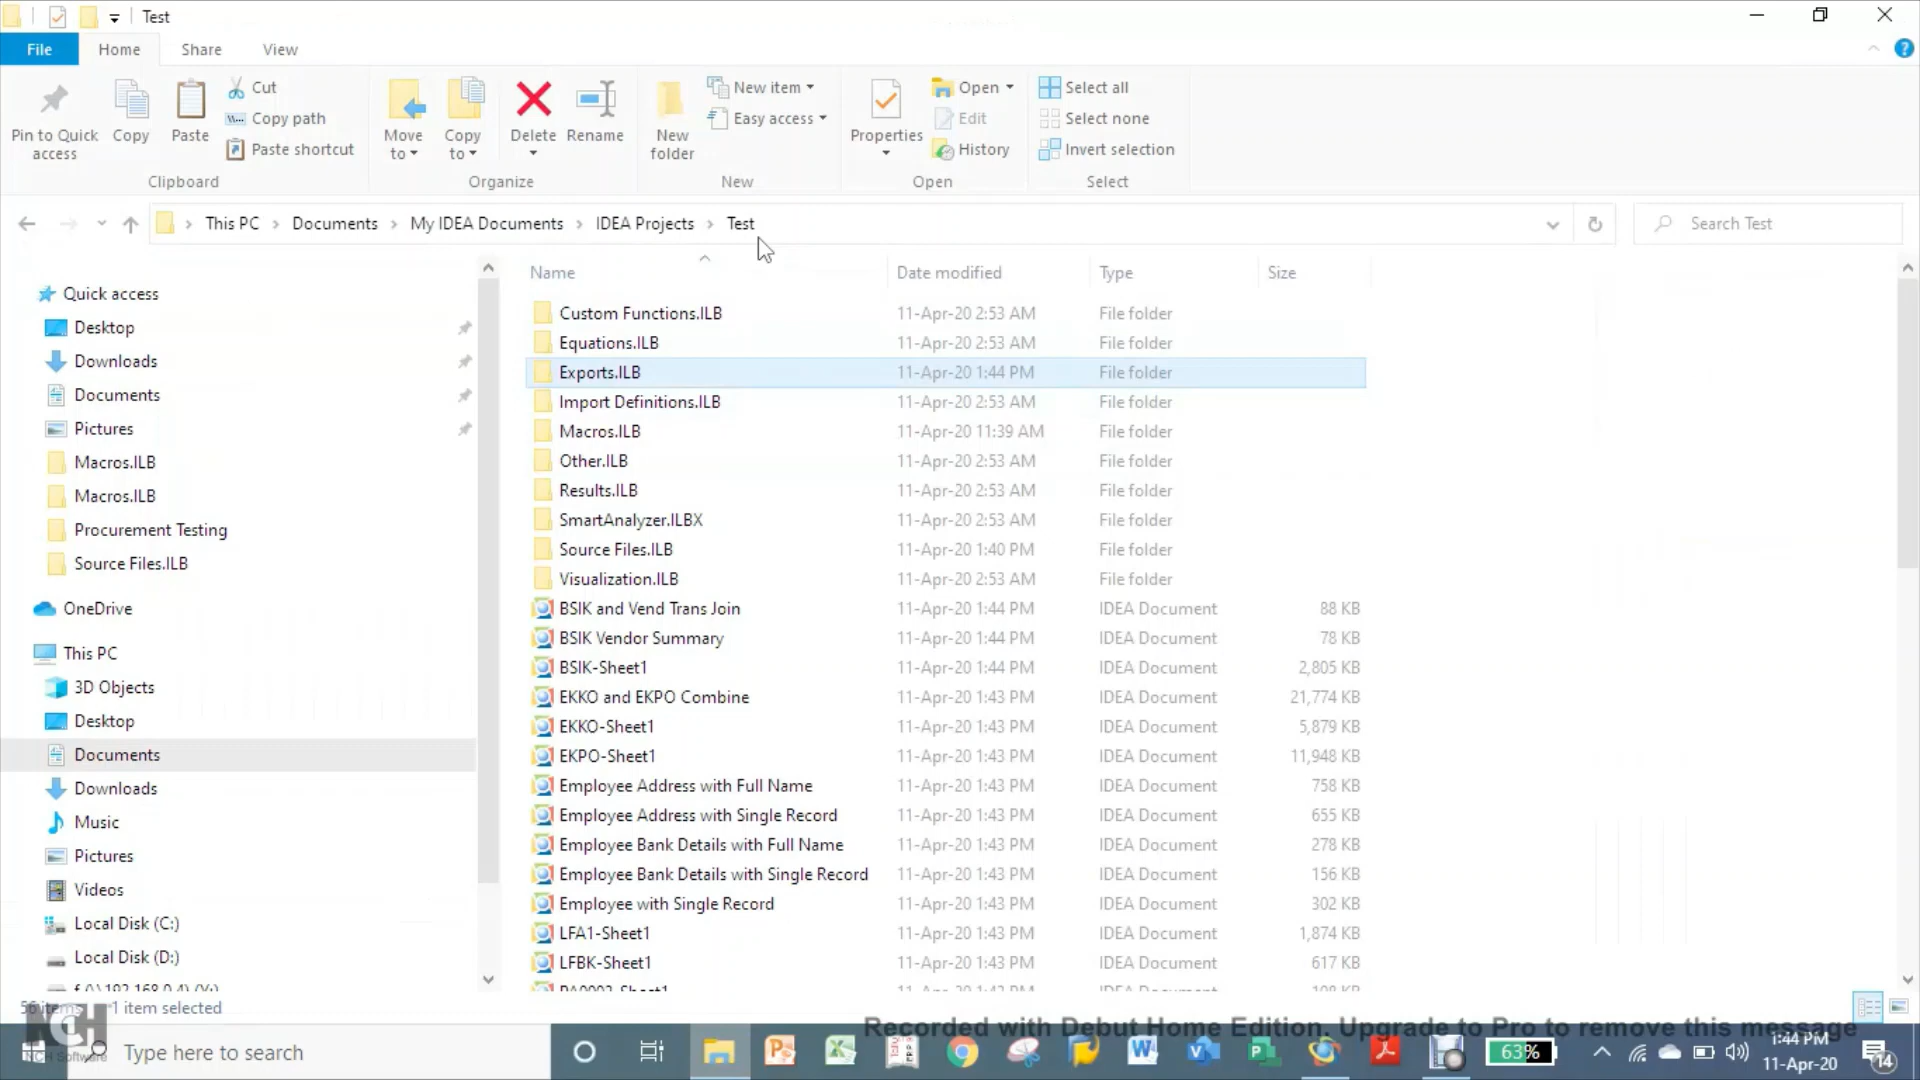 Test
File Home Share View
Pin to Quick access
Copy
Paste
Cut
Copy path
Paste shortcut
Clipboard
Move to
Copy to
Delete
Rename
Organize
New folder
New item
Easy access
New
Properties
Open
Edit
History
Open
Select all
Select none
Invert selection
Select
This PC > Documents > My IDEA Documents > IDEA Projects > Test
Search Test
Quick access
Desktop
Downloads
Documents
Pictures
Macros.ILB
Macros.ILB
Procurement Testing
Source Files.ILB
OneDrive
This PC
3D Objects
Desktop
Documents
Downloads
Music
Pictures
Videos
Local Disk (C:)
Local Disk (D:)
Name Date modified Type Size
Custom Functions.ILB 11-Apr-20 2:53 AM File folder
Equations.ILB 11-Apr-20 2:53 AM File folder
Exports.ILB 11-Apr-20 1:44 PM File folder
Import Definitions.ILB 11-Apr-20 2:53 AM File folder
Macros.ILB 11-Apr-20 11:39 AM File folder
Other.ILB 11-Apr-20 2:53 AM File folder
Results.ILB 11-Apr-20 2:53 AM File folder
SmartAnalyzer.ILBX 11-Apr-20 2:53 AM File folder
Source Files.ILB 11-Apr-20 1:40 PM File folder
Visualization.ILB 11-Apr-20 2:53 AM File folder
BSIK and Vend Trans Join 11-Apr-20 1:44 PM IDEA Document 88 KB
BSIK Vendor Summary 11-Apr-20 1:44 PM IDEA Document 78 KB
BSIK-Sheet1 11-Apr-20 1:44 PM IDEA Document 2,805 KB
EKKO and EKPO Combine 11-Apr-20 1:43 PM IDEA Document 21,774 KB
EKKO-Sheet1 11-Apr-20 1:43 PM IDEA Document 5,879 KB
EKPO-Sheet1 11-Apr-20 1:43 PM IDEA Document 11,948 KB
Employee Address with Full Name 11-Apr-20 1:43 PM IDEA Document 758 KB
Employee Address with Single Record 11-Apr-20 1:43 PM IDEA Document 655 KB
Employee Bank Details with Full Name 11-Apr-20 1:43 PM IDEA Document 278 KB
Employee Bank Details with Single Record 11-Apr-20 1:43 PM IDEA Document 156 KB
Employee with Single Record 11-Apr-20 1:43 PM IDEA Document 302 KB
LFA1-Sheet1 11-Apr-20 1:43 PM IDEA Document 1,874 KB
LFBK-Sheet1 11-Apr-20 1:43 PM IDEA Document 617 KB
56 items 1 item selected
NCH
NCH Software
Recorded with Debut Home Edition. Upgrade to Pro to remove this message
Type here to search
63%
1:44 PM
11-Apr-20
14